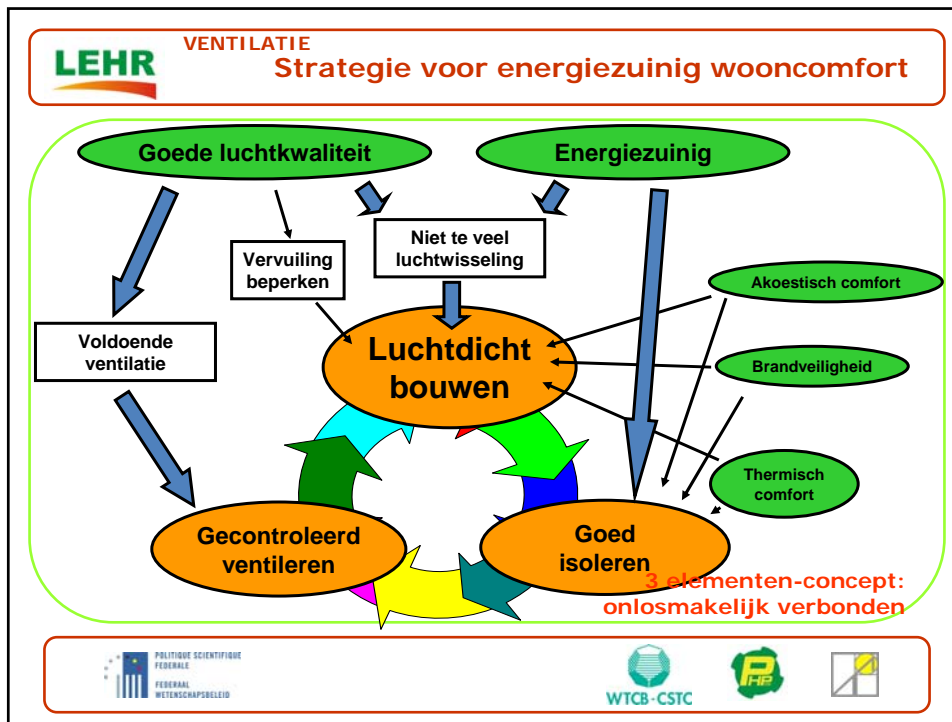 LEHR
VENTILATIE
Strategie voor energiezuinig wooncomfort
Goede luchtkwaliteit
Energiezuinig
Vervuiling
beperken
Niet te veel
luchtwisseling
Akoestisch comfort
Voldoende
ventilatie
Luchtdicht
bouwen
Brandveiligheid
Thermisch
comfort
Gecontroleerd
ventileren
Goed
isoleren
3 elementen-concept:
onlosmakelijk verbonden
POLITIQUE SCIENTIFIQUE
FEDERALE
FEDERAAL
WETENSCHAPSBELEID
WTCB-CSTC
PHP